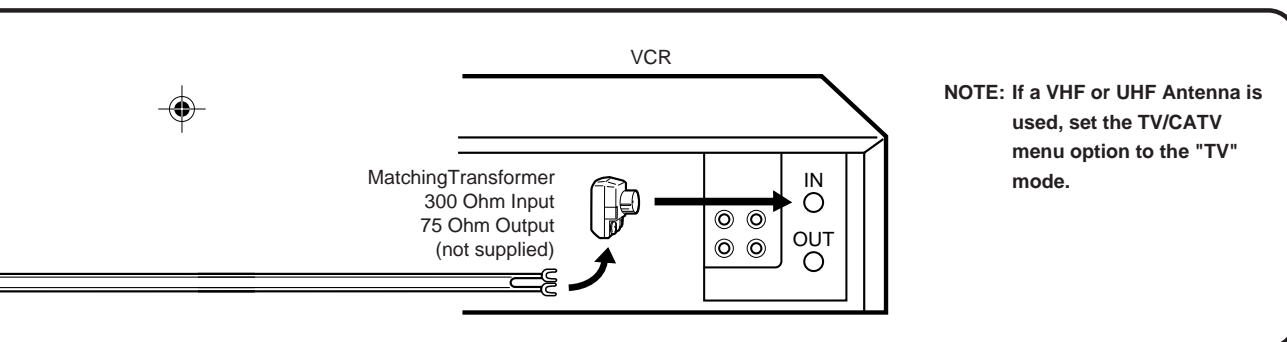 VCR
NOTE: If a VHF or UHF Antenna is
used, set the TV/CATV
menu option to the "TV"
mode.
MatchingTransformer
300 Ohm Input
75 Ohm Output
(not supplied)
IN
OUT